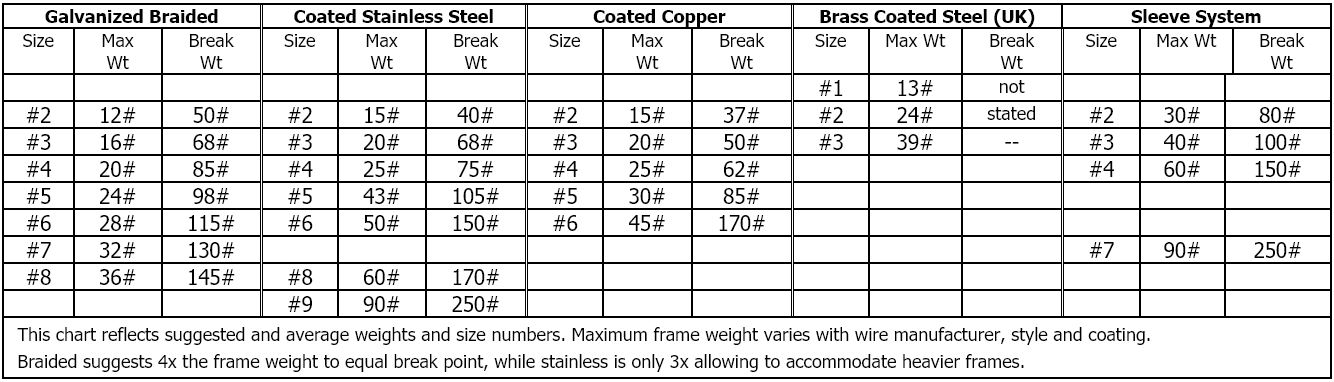 Galvanized Braided Coated Stainless Steel Coated Copper Brass Coated Steel (UK) Sleeve System
Size Max Wt Break Wt Size Max Wt Break Wt Size Max Wt Break Wt Size Max Wt Break Wt Size Max Wt Break Wt
#1 13# not
#2 12# 50# #2 15# 40# #2 15# 37# #2 24# stated #2 30# 80#
#3 16# 68# #3 20# 68# #3 20# 50# #3 39# -- #3 40# 100#
#4 20# 85# #4 25# 75# #4 25# 62# #4 60# 150#
#5 24# 98# #5 43# 105# #5 30# 85#
#6 28# 115# #6 50# 150# #6 45# 170#
#7 32# 130# #7 90# 250#
#8 36# 145# #8 60# 170#
#9 90# 250#
This chart reflects suggested and average weights and size numbers. Maximum frame weight varies with wire manufacturer, style and coating.
Braided suggests 4x the frame weight to equal break point, while stainless is only 3x allowing to accommodate heavier frames.